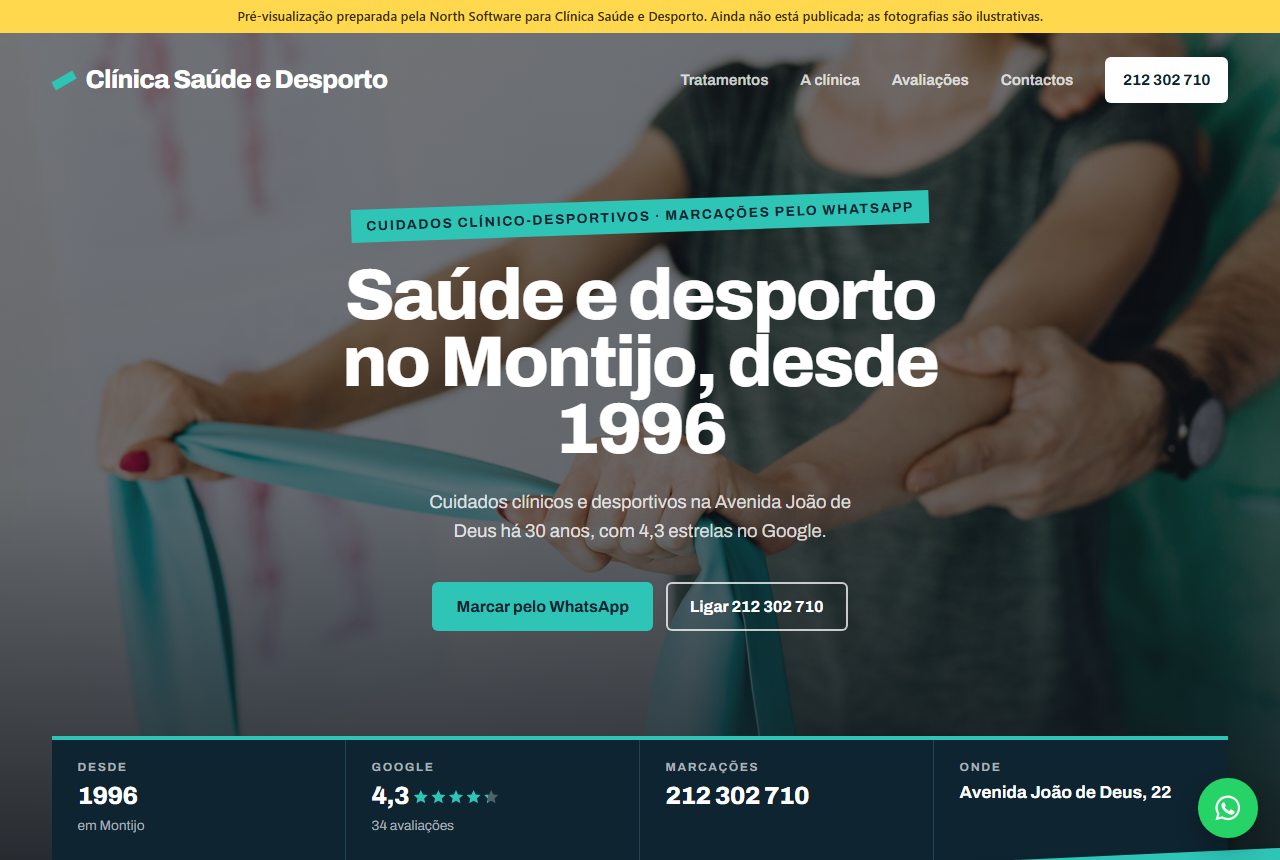 Pré-visualização preparada pela North Software para Clínica Saúde e Desporto. Ainda não está publicada; as fotografias são ilustrativas.
Clínica Saúde e Desporto
Tratamentos
A clínica
Avaliações
Contactos
212 302 710
CUIDADOS CLÍNICO-DESPORTIVOS · MARCAÇÕES PELO WHATSAPP
Saúde e desporto
no Montijo, desde
1996
Cuidados clínicos e desportivos na Avenida João de
Deus há 30 anos, com 4,3 estrelas no Google.
Marcar pelo WhatsApp
Ligar 212 302 710
DESDE
1996
em Montijo
GOOGLE
4,3
34 avaliações
MARCAÇÕES
212 302 710
ONDE
Avenida João de Deus, 22